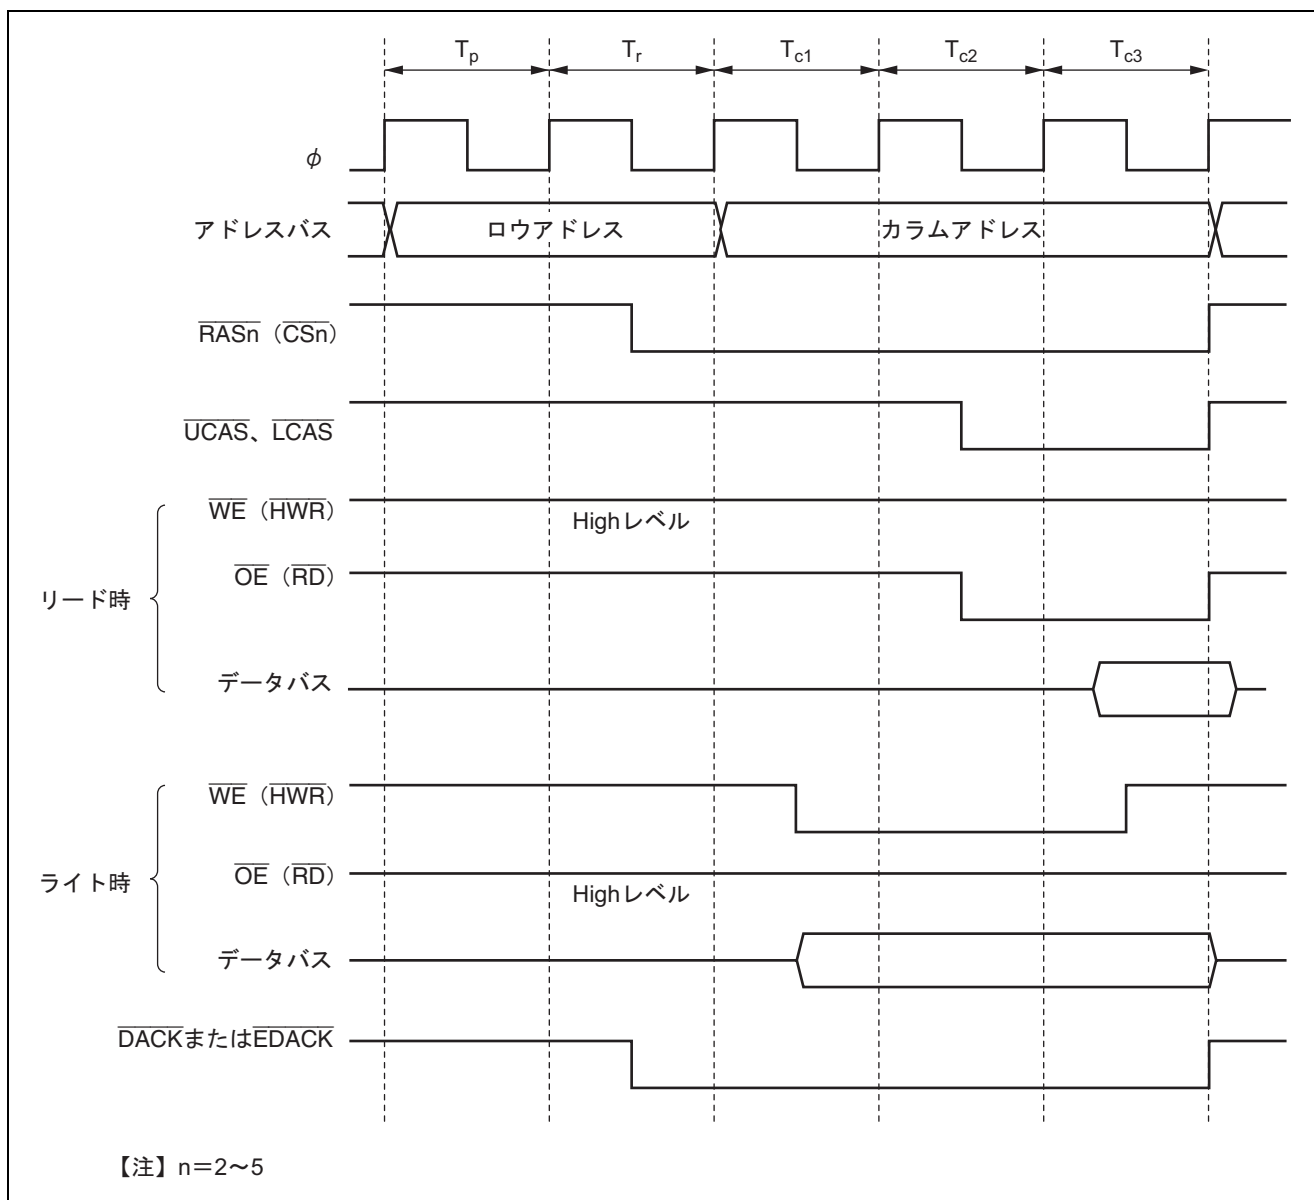 Tp Tr Tc1 Tc2 Tc3
φ
アドレスバス ロウアドレス カラムアドレス
RASn（CSn）
UCAS、LCAS
WE（HWR）
Highレベル
OE（RD）
リード時
データバス
WE（HWR）
OE（RD）
ライト時
Highレベル
データバス
DACKまたはEDACK
【注】n＝2～5